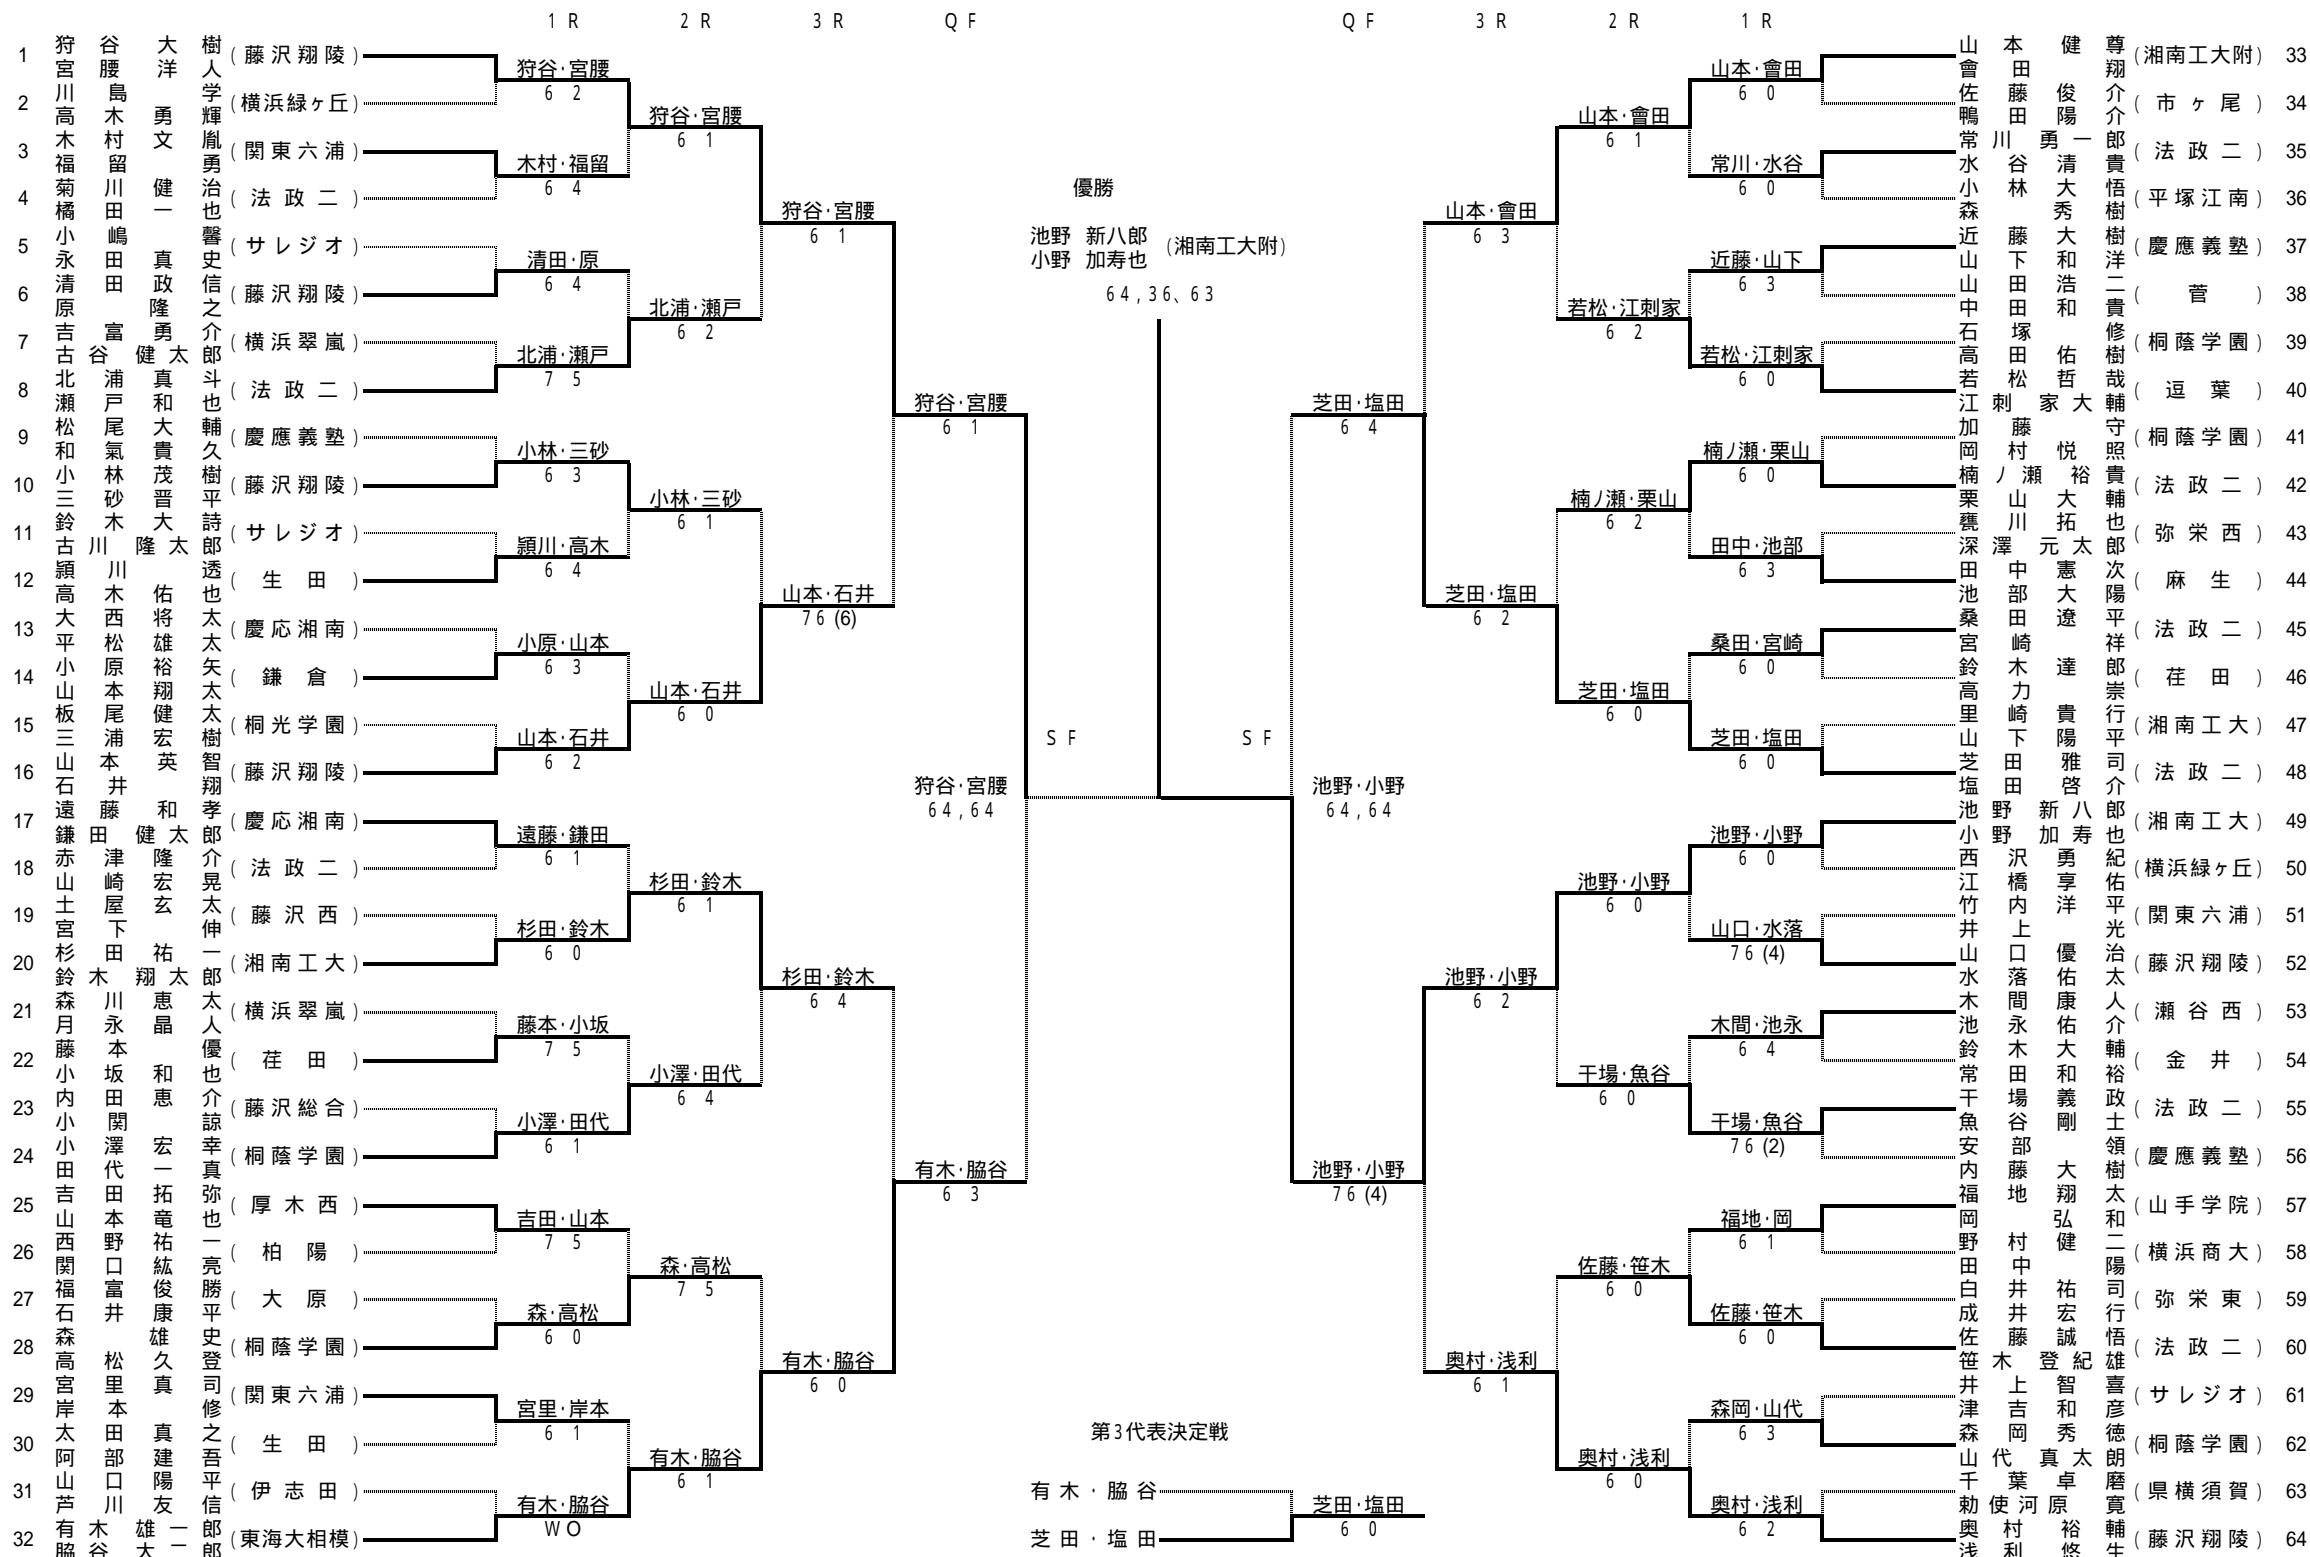 1 R 2 R 3 R Q F Q F 3 R 2 R 1 R
1 狩谷大樹 宮腰洋人 (藤沢翔陵)
2 川島学 高木勇輝 (横浜緑ヶ丘)
3 木村文胤 福留勇 (関東六浦)
4 菊川健治 橘田一也 (法政二)
5 小嶋馨 永田真史 (サレジオ)
6 清田政信 原隆之 (藤沢翔陵)
7 吉富勇介 古谷健太郎 (横浜翠嵐)
8 北浦真斗 瀬戸和也 (法政二)
9 松尾大輔 和氣貴久 (慶應義塾)
10 小林茂樹 三砂晋平 (藤沢翔陵)
11 鈴木大詩 古川隆太郎 (サレジオ)
12 頴川透 高木佑也 (生田)
13 大西将太 平松雄太 (慶応湘南)
14 小原裕矢 山本翔太 (鎌倉)
15 板尾健太 三浦宏樹 (桐光学園)
16 山本英智 石井翔 (藤沢翔陵)
17 遠藤和孝 鎌田健太郎 (慶応湘南)
18 赤津隆介 山崎宏晃 (法政二)
19 土屋玄太 宮下伸 (藤沢西)
20 杉田祐一 鈴木翔太郎 (湘南工大)
21 森川恵太 月永晶人 (横浜翠嵐)
22 藤本優 小坂和也 (荏田)
23 内田恵介 小関諒 (藤沢総合)
24 小澤宏幸 田代一真 (桐蔭学園)
25 吉田拓弥 山本竜也 (厚木西)
26 西野祐一 関口紘亮 (柏陽)
27 福富俊勝 石井康平 (大原)
28 森雄史 高松久登 (桐蔭学園)
29 宮里真司 岸本修 (関東六浦)
30 太田真之 阿部建吾 (生田)
31 山口陽平 芦川友信 (伊志田)
32 有木雄一郎 脇谷大二郎 (東海大相模)
狩谷・宮腰
6 2
木村・福留
6 4
清田・原
6 4
北浦・瀬戸
7 5
小林・三砂
6 3
頴川・高木
6 4
小原・山本
6 3
山本・石井
6 2
遠藤・鎌田
6 1
杉田・鈴木
6 0
藤本・小坂
7 5
小澤・田代
6 1
吉田・山本
7 5
森・高松
6 0
宮里・岸本
6 1
有木・脇谷
W O
狩谷・宮腰
6 1
北浦・瀬戸
6 2
小林・三砂
6 1
山本・石井
6 0
杉田・鈴木
6 1
小澤・田代
6 4
森・高松
7 5
有木・脇谷
6 1
狩谷・宮腰
6 1
山本・石井
7 6 (6)
杉田・鈴木
6 4
有木・脇谷
6 0
狩谷・宮腰
6 1
有木・脇谷
6 3
S F
狩谷・宮腰
6 4 , 6 4
優勝
池野 新八郎
小野 加寿也
(湘南工大附)
6 4 , 3 6、6 3
S F
池野・小野
6 4 , 6 4
第3代表決定戦
有木・脇谷
芝田・塩田
芝田・塩田
6 0
芝田・塩田
6 4
池野・小野
7 6 (4)
山本・會田
6 3
芝田・塩田
6 2
池野・小野
6 2
奥村・浅利
6 1
山本・會田
6 1
若松・江刺家
6 2
楠ノ瀬・栗山
6 2
芝田・塩田
6 0
池野・小野
6 0
干場・魚谷
6 0
佐藤・笹木
6 0
奥村・浅利
6 0
山本・會田
6 0
常川・水谷
6 0
近藤・山下
6 3
若松・江刺家
6 0
楠ノ瀬・栗山
6 0
田中・池部
6 3
桑田・宮崎
6 0
芝田・塩田
6 0
池野・小野
6 0
山口・水落
7 6 (4)
木間・池永
6 4
干場・魚谷
7 6 (2)
福地・岡
6 1
佐藤・笹木
6 0
森岡・山代
6 3
奥村・浅利
6 2
山本健尊 會田翔 (湘南工大附) 33
佐藤俊介 鴨田陽介 (市ヶ尾) 34
常川勇一郎 水谷清貴 (法政二) 35
小林大悟 森秀樹 (平塚江南) 36
近藤大樹 山下和洋 (慶應義塾) 37
山田浩二 中田和貴 (菅) 38
石塚修 高田佑樹 (桐蔭学園) 39
若松哲哉 江刺家大輔 (逗葉) 40
加藤守 岡村悦照 (桐蔭学園) 41
楠ノ瀬裕貴 栗山大輔 (法政二) 42
甕川拓也 深澤元太郎 (弥栄西) 43
田中憲次 池部大陽 (麻生) 44
桑田遼平 宮崎祥 (法政二) 45
鈴木達郎 高力崇 (荏田) 46
里崎貴行 山下陽平 (湘南工大) 47
芝田雅司 塩田啓介 (法政二) 48
池野新八郎 小野加寿也 (湘南工大) 49
西沢勇紀 江橋享佑 (横浜緑ヶ丘) 50
竹内洋平 井上光 (関東六浦) 51
山口優治 水落佑太 (藤沢翔陵) 52
木間康人 池永佑介 (瀬谷西) 53
鈴木大輔 常田和裕 (金井) 54
干場義政 魚谷剛士 (法政二) 55
安部領 内藤大樹 (慶應義塾) 56
福地翔太 岡弘和 (山手学院) 57
野村健二 田中陽 (横浜商大) 58
白井祐司 成井宏行 (弥栄東) 59
佐藤誠悟 笹木登紀雄 (法政二) 60
井上智喜 津吉和彦 (サレジオ) 61
森岡秀徳 山代真太朗 (桐蔭学園) 62
千葉卓磨 勅使河原寛 (県横須賀) 63
奥村裕輔 浅利悠生 (藤沢翔陵) 64